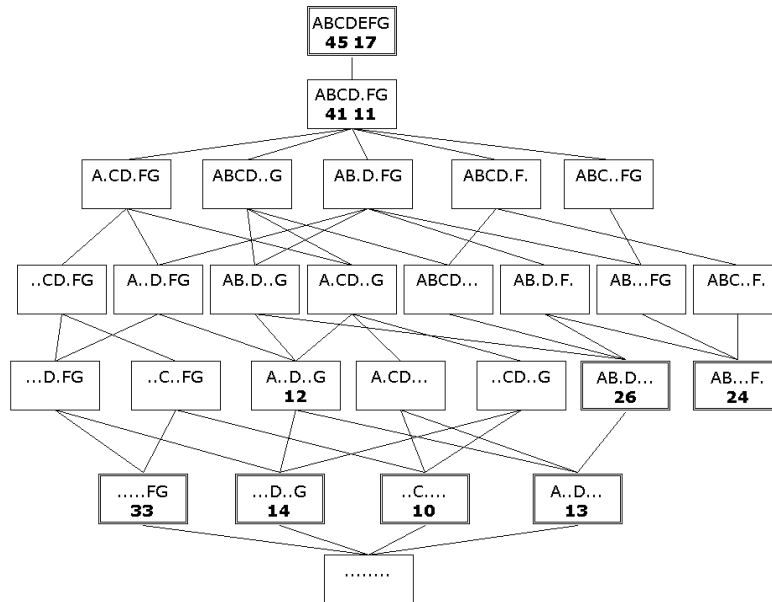 ABCDEFG
45 17
ABCD.FG
41 11
A.CD.FG
ABCD..G
AB.D.FG
ABCD.F.
ABC..FG
..CD.FG
A..D.FG
AB.D..G
A.CD..G
ABCD...
AB.D.F.
AB...FG
ABC..F.
...D.FG
..C..FG
A..D..G
12
A.CD...
..CD..G
AB.D...
26
AB...F.
24
.....FG
33
...D..G
14
..C....
10
A..D...
13
........